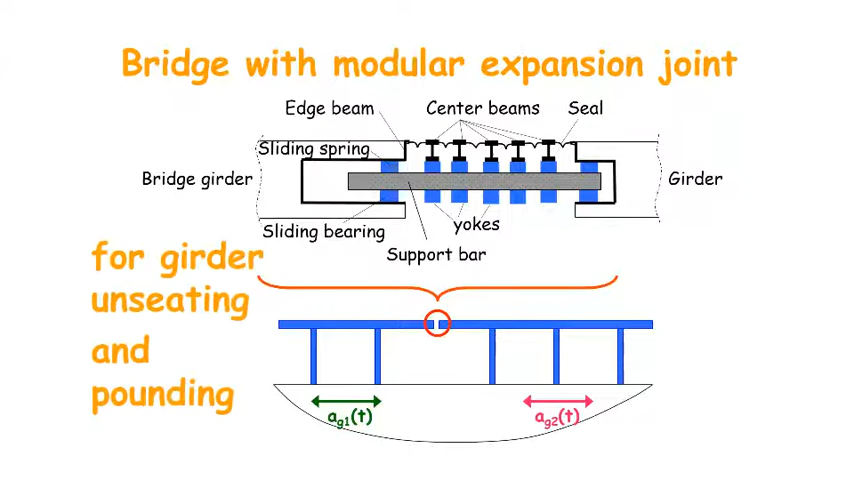 Bridge with modular expansion joint
Edge beam
Center beams
Seal
Sliding spring
Bridge girder
Girder
Sliding bearing
yokes
Support bar
for girder
unseating
and
pounding
ag1(t)
ag2(t)